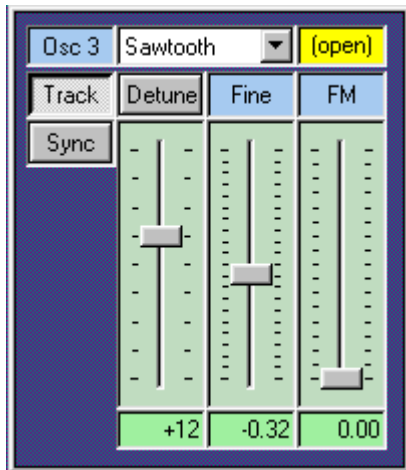 Osc 3 Sawtooth (open)
Track Detune Fine FM
Sync
+12 -0.32 0.00